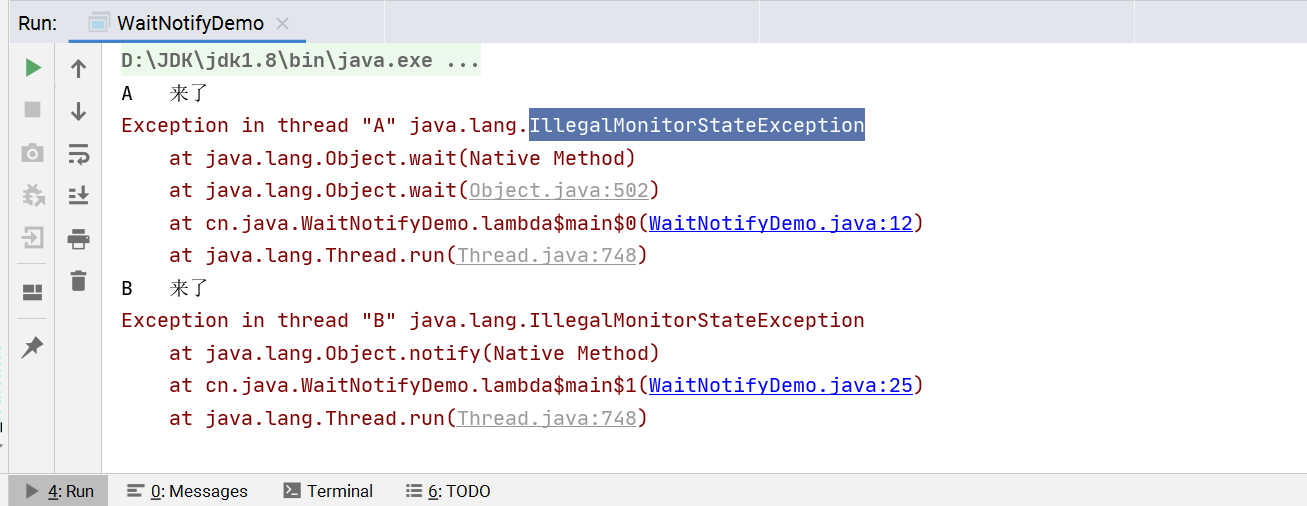 Run: WaitNotifyDemo
D:\JDK\jdk1.8\bin\java.exe ...
A 来了
Exception in thread "A" java.lang.IllegalMonitorStateException
at java.lang.Object.wait(Native Method)
at java.lang.Object.wait(Object.java:502)
at cn.java.WaitNotifyDemo.lambda$main$0(WaitNotifyDemo.java:12)
at java.lang.Thread.run(Thread.java:748)
B 来了
Exception in thread "B" java.lang.IllegalMonitorStateException
at java.lang.Object.notify(Native Method)
at cn.java.WaitNotifyDemo.lambda$main$1(WaitNotifyDemo.java:25)
at java.lang.Thread.run(Thread.java:748)
4: Run 0: Messages Terminal 6: TODO